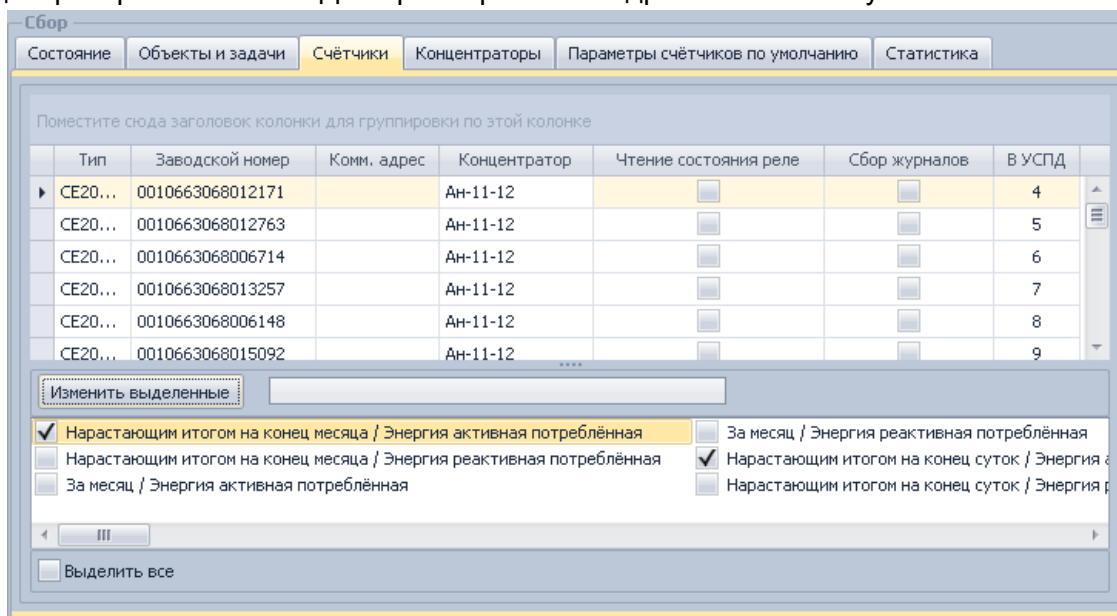 Сбор
Состояние Объекты и задачи Счётчики Концентраторы Параметры счётчиков по умолчанию Статистика
Поместите сюда заголовок колонки для группировки по этой колонке
Тип Заводской номер Комм. адрес Концентратор Чтение состояния реле Сбор журналов В УСПД
CE20... 0010663068012171 Ан-11-12 4
CE20... 0010663068012763 Ан-11-12 5
CE20... 0010663068006714 Ан-11-12 6
CE20... 0010663068013257 Ан-11-12 7
CE20... 0010663068006148 Ан-11-12 8
CE20... 0010663068015092 Ан-11-12 9
Изменить выделенные
Нарастающим итогом на конец месяца / Энергия активная потреблённая За месяц / Энергия реактивная потреблённая
Нарастающим итогом на конец месяца / Энергия реактивная потреблённая Нарастающим итогом на конец суток / Энергия
За месяц / Энергия активная потреблённая Нарастающим итогом на конец суток / Энергия
Выделить все